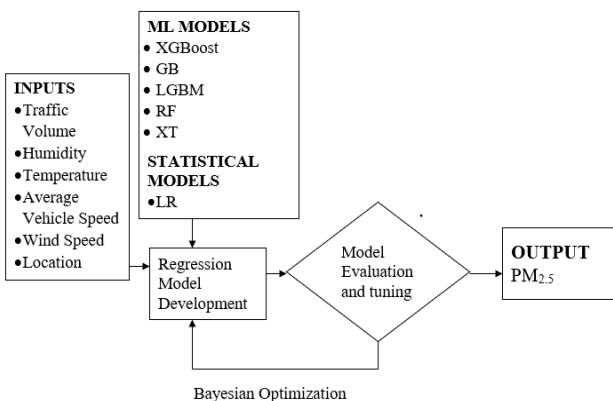 INPUTS
●Traffic
Volume
●Humidity
●Temperature
●Average
Vehicle Speed
●Wind Speed
●Location
ML MODELS
● XGBoost
● GB
● LGBM
● RF
● XT
STATISTICAL
MODELS
●LR
Regression
Model
Development
Model
Evaluation
and tuning
OUTPUT
PM2.5
Bayesian Optimization